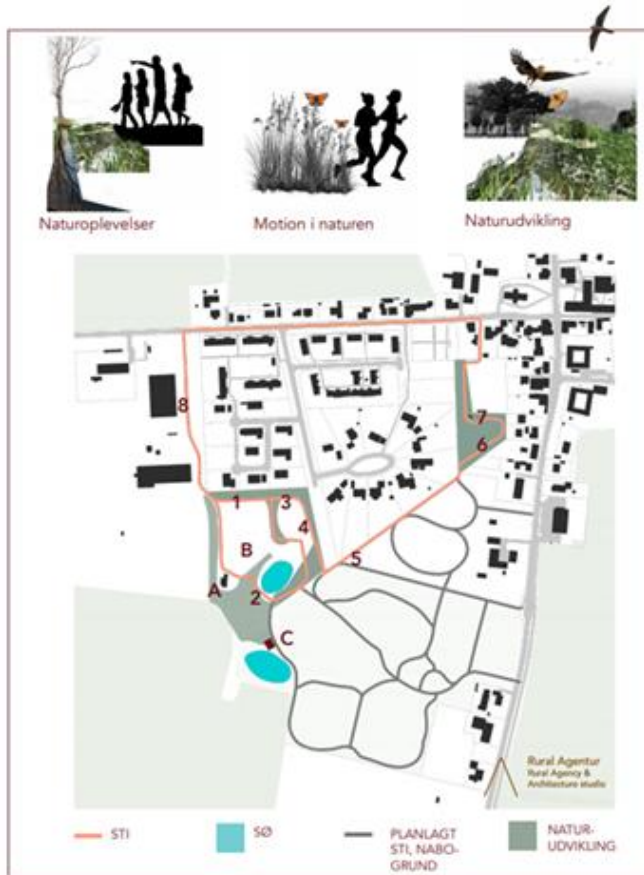 Naturoplevelser
Motion i naturen
Naturudvikling
8
7
6
1
3
4
B
5
A
2
C
Rural Agentur
Rural Agency &
Architecture studio
STI
SØ
PLANLAGT
STI, NABO-
GRUND
NATUR-
UDVIKLING